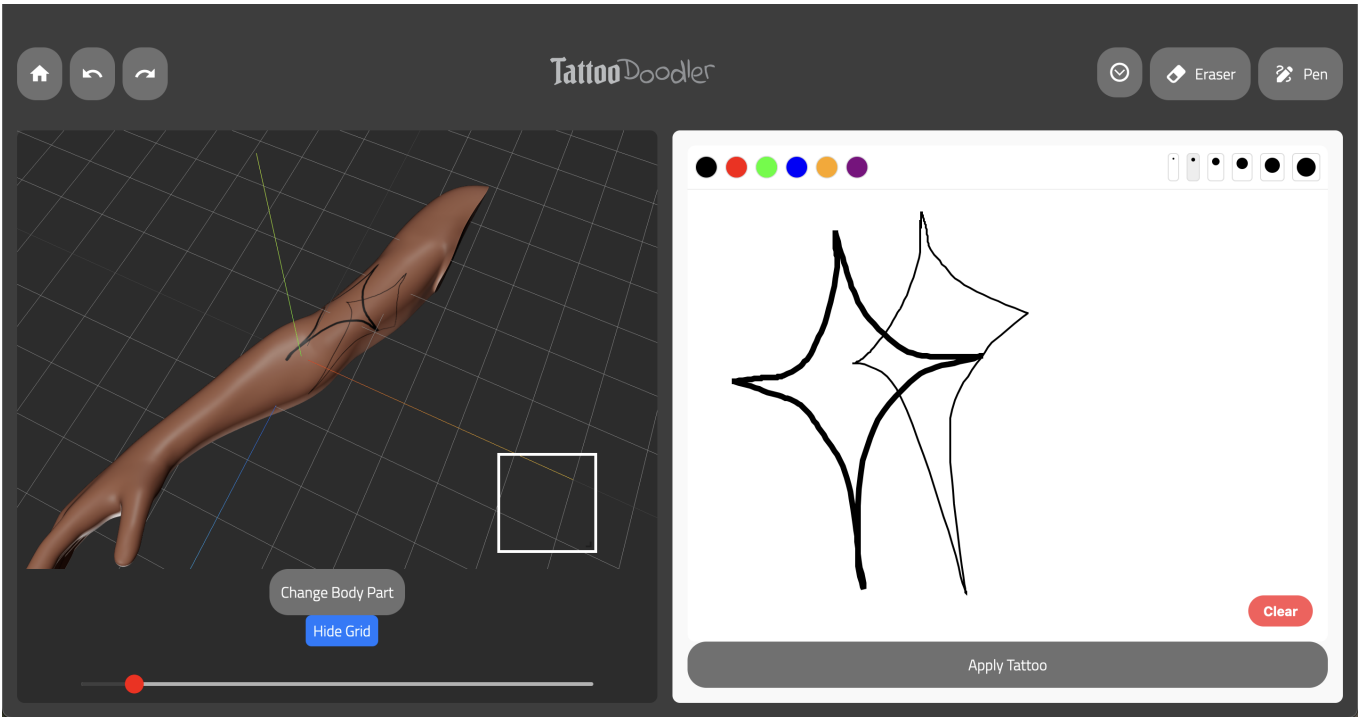 TattooDoodler
Eraser
Pen
Change Body Part
Hide Grid
Clear
Apply Tattoo